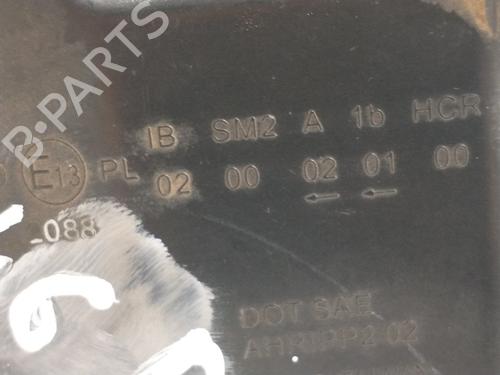 B-PARTS
IB SM2 A 1b HCR
E13 PL 02 00 02 01 00
-088
DOT SAE